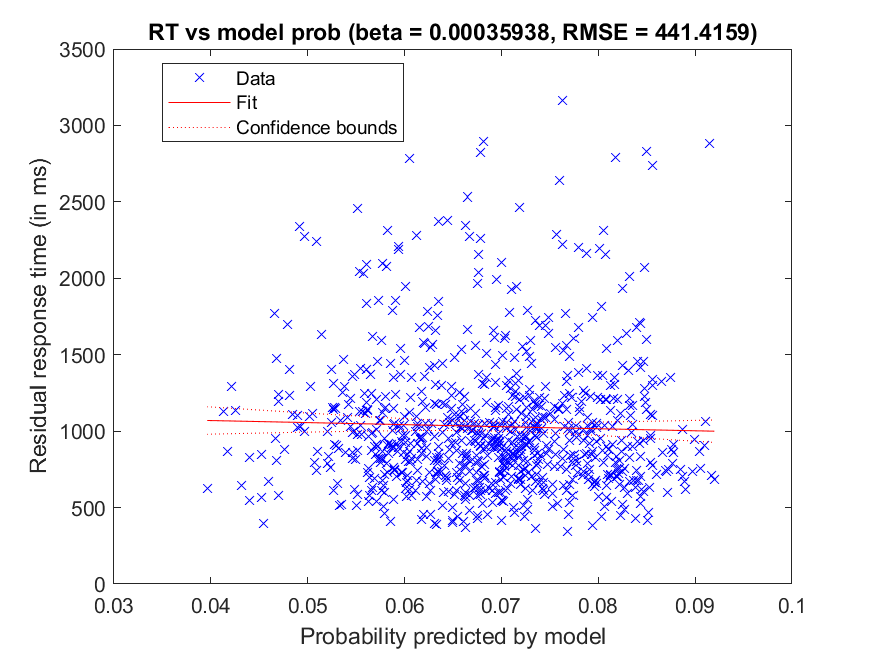 RT vs model prob (beta = 0.00035938, RMSE = 441.4159)
Data
Fit
Confidence bounds
Residual response time (in ms)
3500
3000
2500
2000
1500
1000
500
0
0.03 0.04 0.05 0.06 0.07 0.08 0.09 0.1
Probability predicted by model